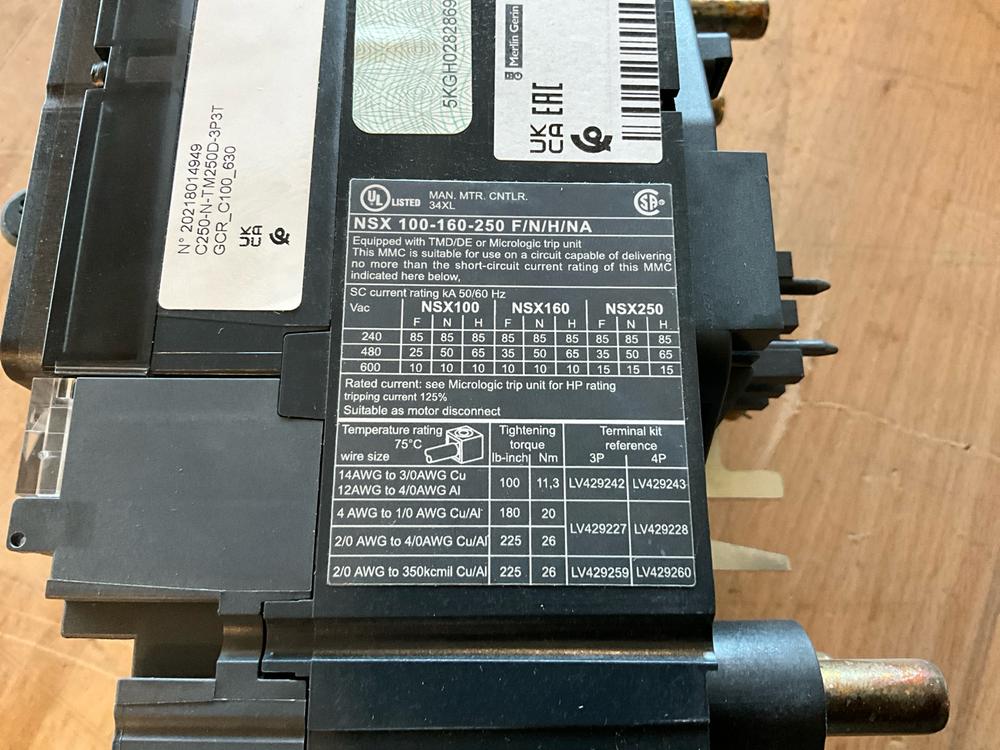 N° 20218014949
C250-N-TM250D-3P3T
GCR_C100_630
UK
CA
5KGH0282869
Merlin Gerin
UK
CA
EAC
UL LISTED
MAN. MTR. CNTLR.
34XL
SA
NSX 100-160-250 F/N/H/NA
Equipped with TMD/DE or Micrologic trip unit
This MMC is suitable for use on a circuit capable of delivering
no more than the short-circuit current rating of this MMC
indicated here below,
SC current rating kA 50/60 Hz
Vac NSX100 NSX160 NSX250
F N H F N H F N H
240 85 85 85 85 85 85 85 85 85
480 25 50 65 35 50 65 35 50 65
600 10 10 10 10 10 10 15 15 15
Rated current: see Micrologic trip unit for HP rating
tripping current 125%
Suitable as motor disconnect
Temperature rating
75°C
wire size
Tightening
torque
lb-inch Nm
Terminal kit
reference
3P 4P
14AWG to 3/0AWG Cu
12AWG to 4/0AWG Al
100 11,3 LV429242 LV429243
4 AWG to 1/0 AWG Cu/Al 180 20
LV429227 LV429228
2/0 AWG to 4/0AWG Cu/Al 225 26
2/0 AWG to 350kcmil Cu/Al 225 26 LV429259 LV429260